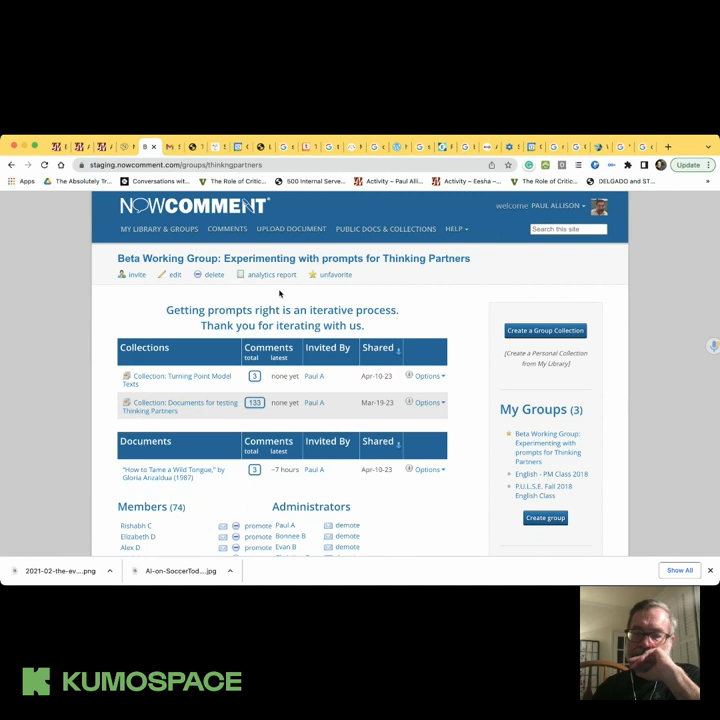 staging.nowcomment.com/groups/thinkngpartners
Update
Apps
The Absolutely Tr...
Conversations wit...
The Role of Critic...
500 Internal Serve...
Activity – Paul Alli...
Activity – Eesha –...
The Role of Critic...
DELGADO and ST...
NOWCOMMENT®
welcome PAUL ALLISON
MY LIBRARY & GROUPS
COMMENTS
UPLOAD DOCUMENT
PUBLIC DOCS & COLLECTIONS
HELP
Search this site
Beta Working Group: Experimenting with prompts for Thinking Partners
invite
edit
delete
analytics report
unfavorite
Getting prompts right is an iterative process.
Thank you for iterating with us.
Collections
Comments
total latest
Invited By
Shared
Collection: Turning Point Model
Texts
3
none yet
Paul A
Apr-10-23
Options
Collection: Documents for testing
Thinking Partners
133
none yet
Paul A
Mar-19-23
Options
Documents
Comments
total latest
Invited By
Shared
"How to Tame a Wild Tongue," by
Gloria Anzaldua (1987)
3
~7 hours
Paul A
Apr-10-23
Options
Members (74)
Rishabh C
promote
Elizabeth D
promote
Alex D
promote
Administrators
Paul A
demote
Bonnee B
demote
Evan B
demote
Create a Group Collection
[Create a Personal Collection
from My Library]
My Groups (3)
Beta Working Group:
Experimenting with
prompts for Thinking
Partners
English - PM Class 2018
P.U.L.S.E. Fall 2018
English Class
Create group
2021-02-the-ev....png
AI-on-SoccerTod....jpg
Show All
KUMOSPACE